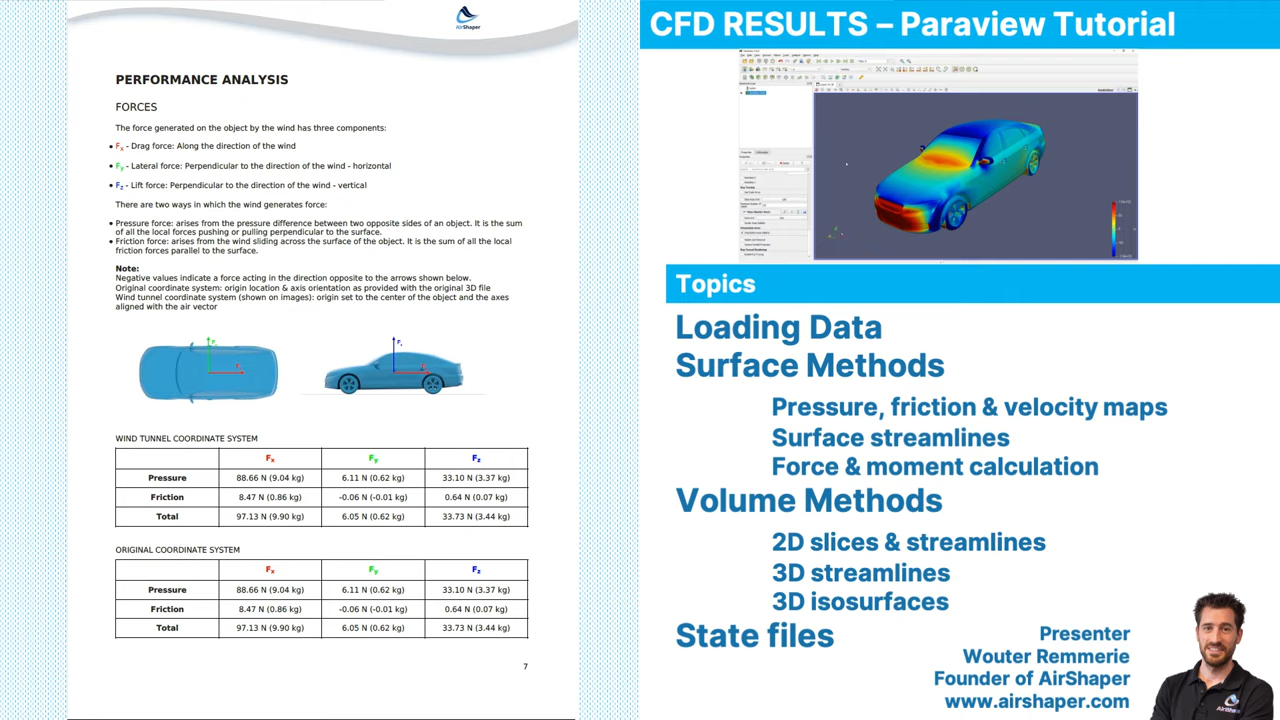 AirShaper
PERFORMANCE ANALYSIS
FORCES
The force generated on the object by the wind has three components:
• Fx - Drag force: Along the direction of the wind
• Fy - Lateral force: Perpendicular to the direction of the wind - horizontal
• Fz - Lift force: Perpendicular to the direction of the wind - vertical
There are two ways in which the wind generates force:
• Pressure force: arises from the pressure difference between two opposite sides of an object. It is the sum
of all the local forces pushing or pulling perpendicular to the surface.
• Friction force: arises from the wind sliding across the surface of the object. It is the sum of all the local
friction forces parallel to the surface.
Note:
Negative values indicate a force acting in the direction opposite to the arrows shown below.
Original coordinate system: origin location & axis orientation as provided with the original 3D file
Wind tunnel coordinate system (shown on images): origin set to the center of the object and the axes
aligned with the air vector
WIND TUNNEL COORDINATE SYSTEM
Fx Fy Fz
Pressure 88.66 N (9.04 kg) 6.11 N (0.62 kg) 33.10 N (3.37 kg)
Friction 8.47 N (0.86 kg) -0.06 N (-0.01 kg) 0.64 N (0.07 kg)
Total 97.13 N (9.90 kg) 6.05 N (0.62 kg) 33.73 N (3.44 kg)
ORIGINAL COORDINATE SYSTEM
Fx Fy Fz
Pressure 88.66 N (9.04 kg) 6.11 N (0.62 kg) 33.10 N (3.37 kg)
Friction 8.47 N (0.86 kg) -0.06 N (-0.01 kg) 0.64 N (0.07 kg)
Total 97.13 N (9.90 kg) 6.05 N (0.62 kg) 33.73 N (3.44 kg)
7
CFD RESULTS – Paraview Tutorial
Topics
Loading Data
Surface Methods
Pressure, friction & velocity maps
Surface streamlines
Force & moment calculation
Volume Methods
2D slices & streamlines
3D streamlines
3D isosurfaces
State files
Presenter
Wouter Remmerie
Founder of AirShaper
www.airshaper.com